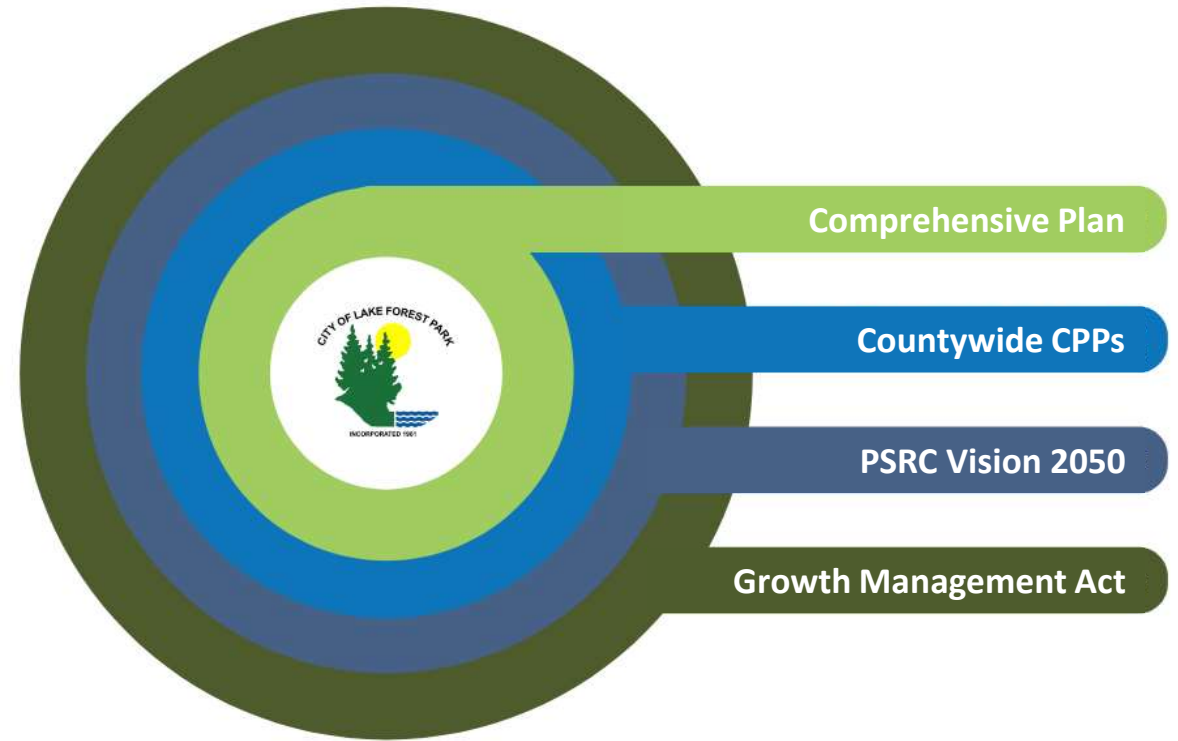 Comprehensive Plan
CITY OF LAKE FOREST PARK
Countywide CPPs
INCORPORATED 1961
PSRC Vision 2050
Growth Management Act